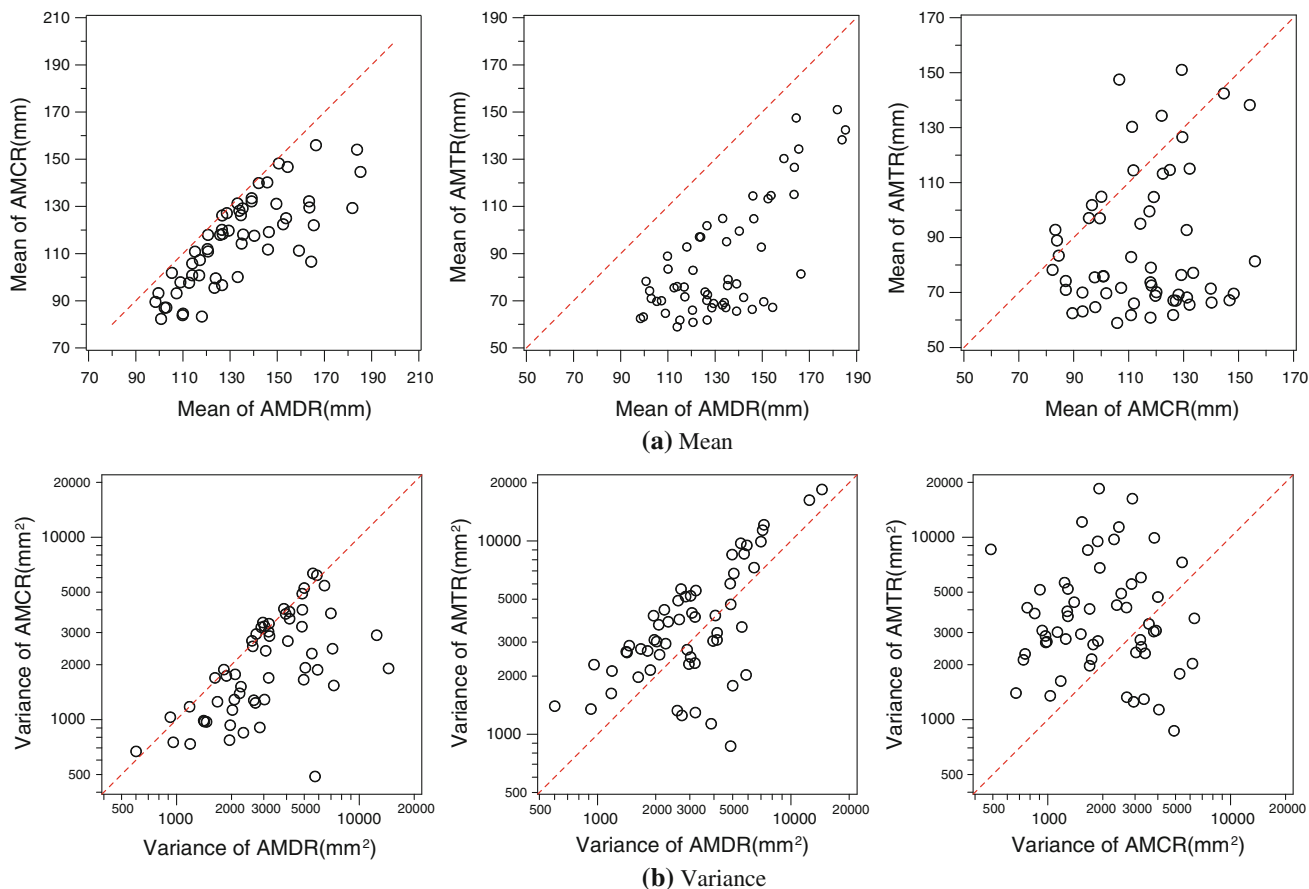 Mean of AMCR(mm)
210
190
170
150
130
110
90
70
70 90 110 130 150 170 190 210
Mean of AMDR(mm)
Mean of AMTR(mm)
190
170
150
130
110
90
70
50
50 70 90 110 130 150 170 190
Mean of AMDR(mm)
Mean of AMTR(mm)
170
150
130
110
90
70
50
50 70 90 110 130 150 170
Mean of AMCR(mm)
(a) Mean
Variance of AMCR(mm²)
20000
10000
5000
3000
2000
1000
500
500 1000 2000 3000 5000 10000 20000
Variance of AMDR(mm²)
Variance of AMTR(mm²)
20000
10000
5000
3000
2000
1000
500
500 1000 2000 3000 5000 10000 20000
Variance of AMDR(mm²)
Variance of AMTR(mm²)
20000
10000
5000
3000
2000
1000
500
500 1000 2000 3000 5000 10000 20000
Variance of AMCR(mm²)
(b) Variance